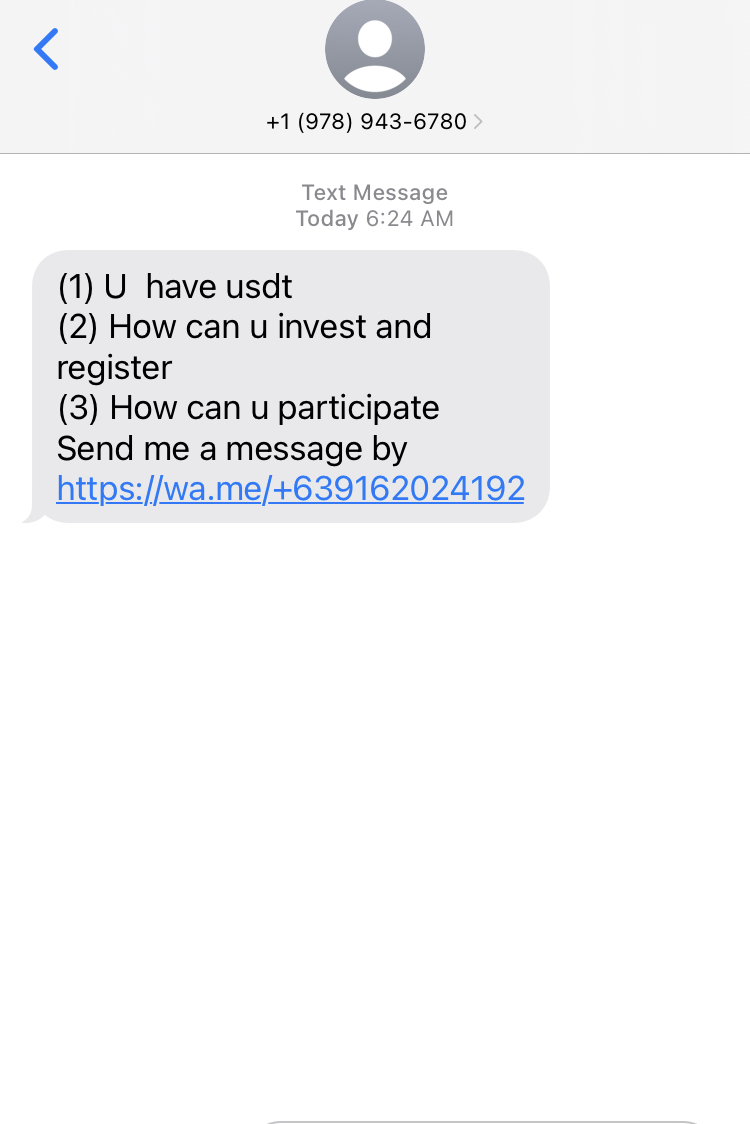 +1 (978) 943-6780
Text Message
Today 6:24 AM
(1) U  have usdt
(2) How can u invest and
register
(3) How can u participate
Send me a message by
https://wa.me/+639162024192